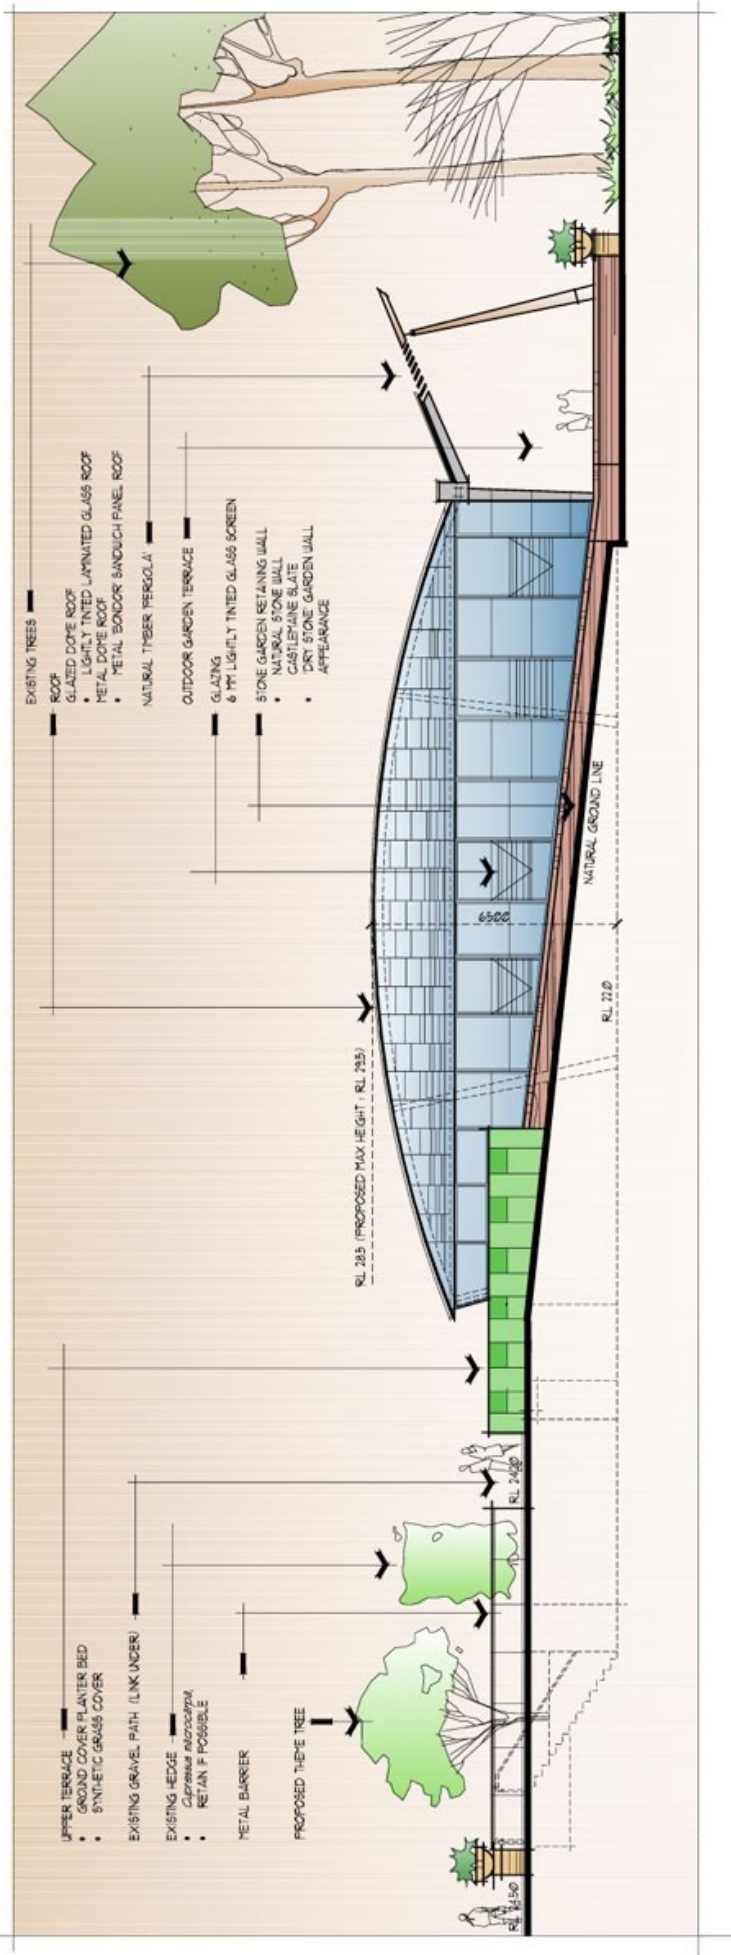 UPPER TERRACE
• GROUND COVER PLANTER BED
• SYNTHETIC GRASS COVER
EXISTING GRAVEL PATH (LINK UNDER)
EXISTING HEDGE
• Cupressus macrocarpa,
• RETAIN IF POSSIBLE
METAL BARRIER
PROPOSED THEME TREE
EXISTING TREES
ROOF
GLAZED DOME ROOF
• LIGHTLY TINTED LAMINATED GLASS ROOF
METAL DOME ROOF
• METAL 'BONDOR' SANDWICH PANEL ROOF
NATURAL TIMBER 'PERGOLA'
OUTDOOR GARDEN TERRACE
GLAZING
6 MM LIGHTLY TINTED GLASS SCREEN
STONE GARDEN RETAINING WALL
• NATURAL STONE WALL
CASTLEMAINE SLATE
• 'DRY STONE' GARDEN WALL
APPEARANCE
RL 28.5 (PROPOSED MAX HEIGHT : RL 29.5)
6500
NATURAL GROUND LINE
RL 22.0
RL
RL